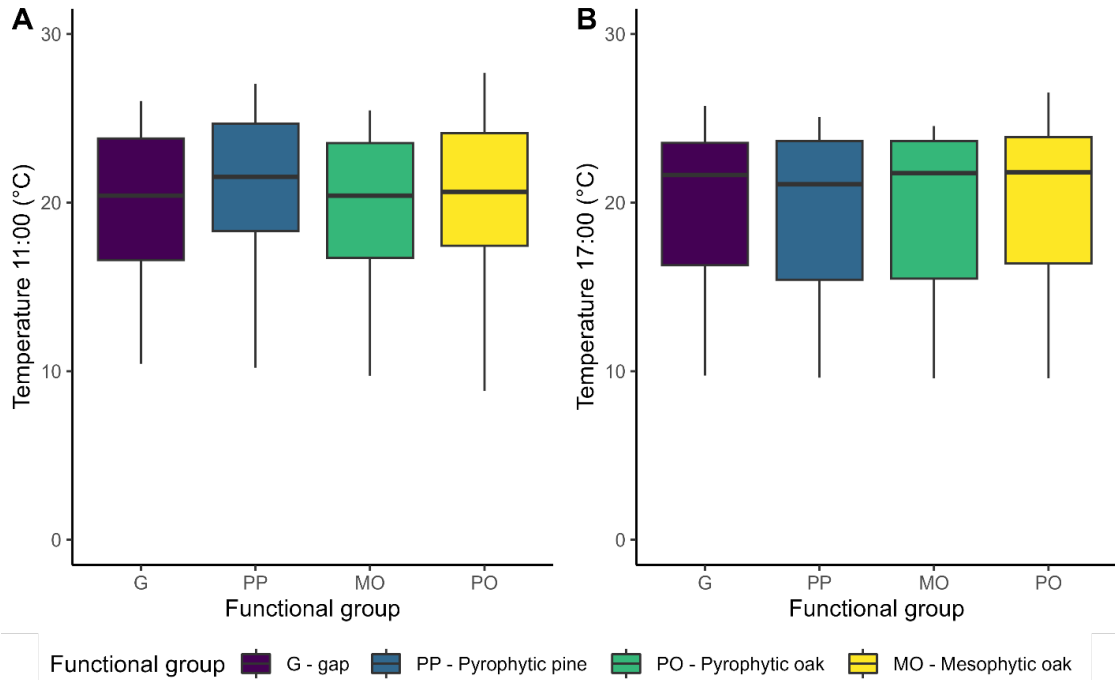 A
Temperature 11:00 (°C)
30
20
10
0
G PP MO PO
Functional group
B
Temperature 17:00 (°C)
30
20
10
0
G PP MO PO
Functional group
Functional group G - gap PP - Pyrophytic pine PO - Pyrophytic oak MO - Mesophytic oak